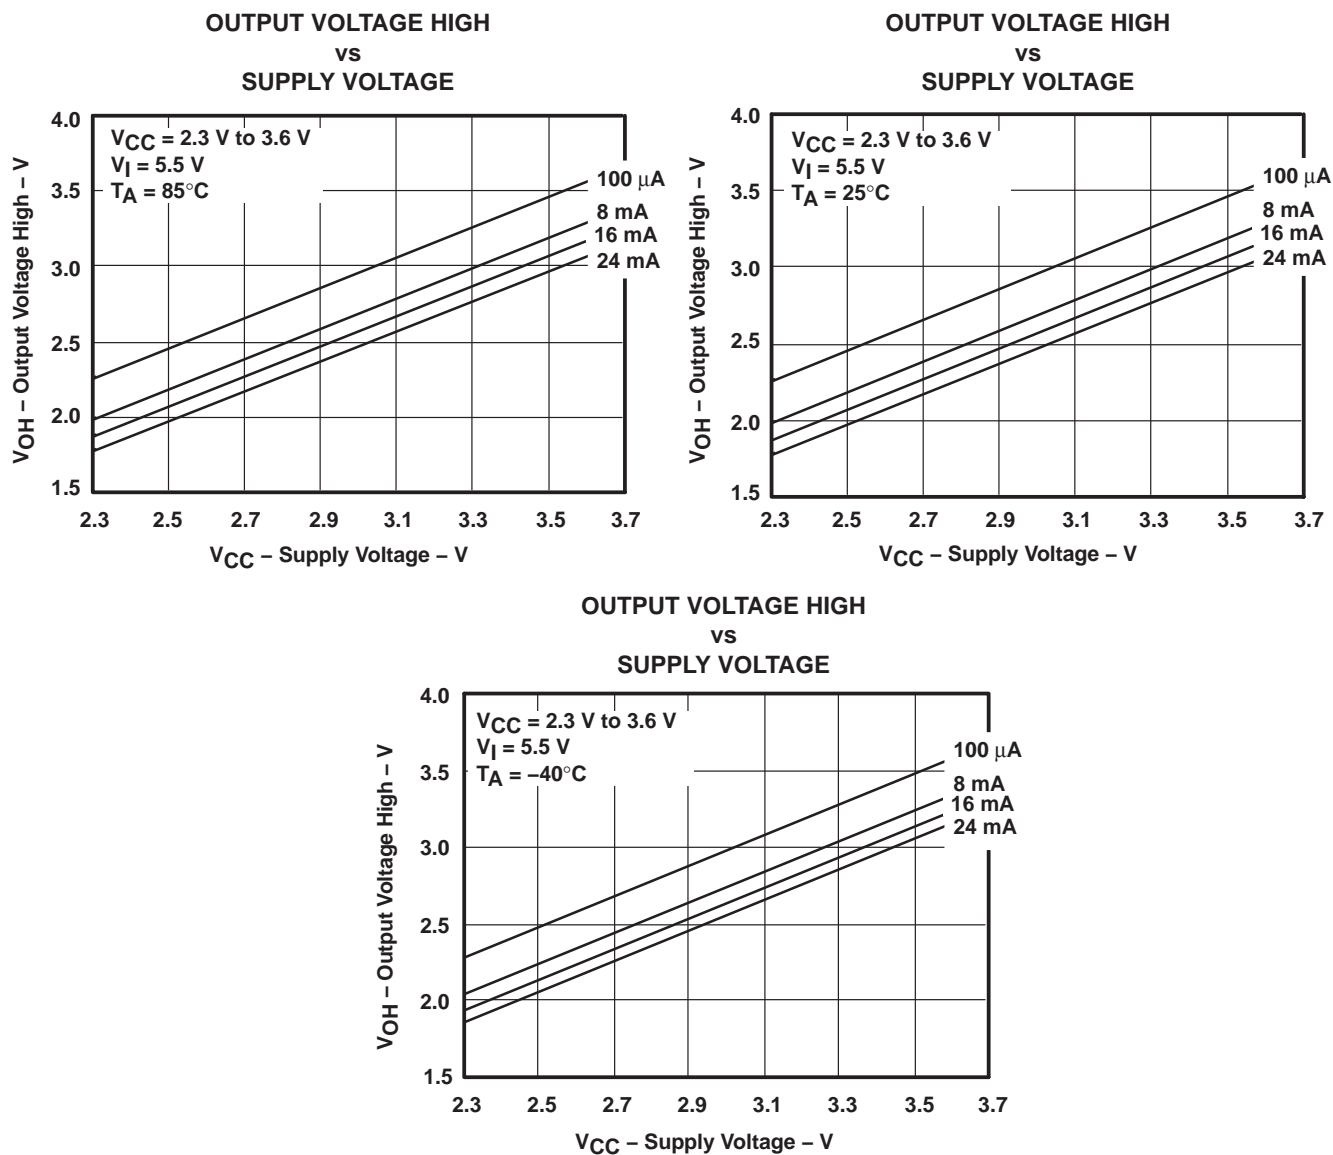 OUTPUT VOLTAGE HIGH
vs
SUPPLY VOLTAGE
4.0
3.5
3.0
2.5
2.0
1.5
VOH – Output Voltage High – V
VCC = 2.3 V to 3.6 V
VI = 5.5 V
TA = 85°C
100 μA
8 mA
16 mA
24 mA
2.3 2.5 2.7 2.9 3.1 3.3 3.5 3.7
VCC – Supply Voltage – V
OUTPUT VOLTAGE HIGH
vs
SUPPLY VOLTAGE
4.0
3.5
3.0
2.5
2.0
1.5
VOH – Output Voltage High – V
VCC = 2.3 V to 3.6 V
VI = 5.5 V
TA = 25°C
100 μA
8 mA
16 mA
24 mA
2.3 2.5 2.7 2.9 3.1 3.3 3.5 3.7
VCC – Supply Voltage – V
OUTPUT VOLTAGE HIGH
vs
SUPPLY VOLTAGE
4.0
3.5
3.0
2.5
2.0
1.5
VOH – Output Voltage High – V
VCC = 2.3 V to 3.6 V
VI = 5.5 V
TA = –40°C
100 μA
8 mA
16 mA
24 mA
2.3 2.5 2.7 2.9 3.1 3.3 3.5 3.7
VCC – Supply Voltage – V